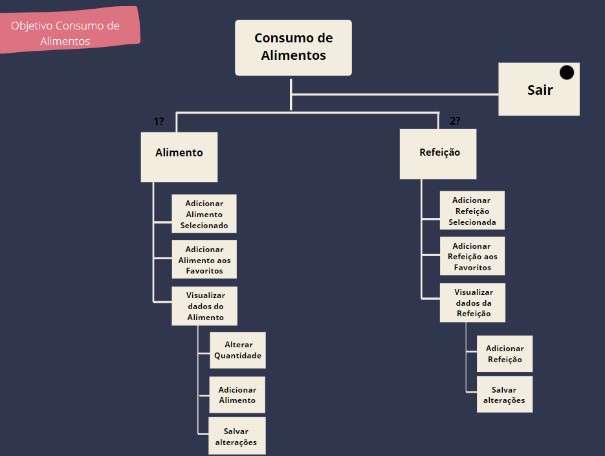 Objetivo Consumo de
Alimentos
Consumo de
Alimentos
Sair
1?
2?
Alimento
Refeição
Adicionar
Alimento
Selecionado
Adicionar
Alimento aos
Favoritos
Visualizar
dados do
Alimento
Alterar
Quantidade
Adicionar
Alimento
Salvar
alterações
Adicionar
Refeição
Selecionada
Adicionar
Refeição aos
Favoritos
Visualizar
dados da
Refeição
Adicionar
Refeição
Salvar
alterações